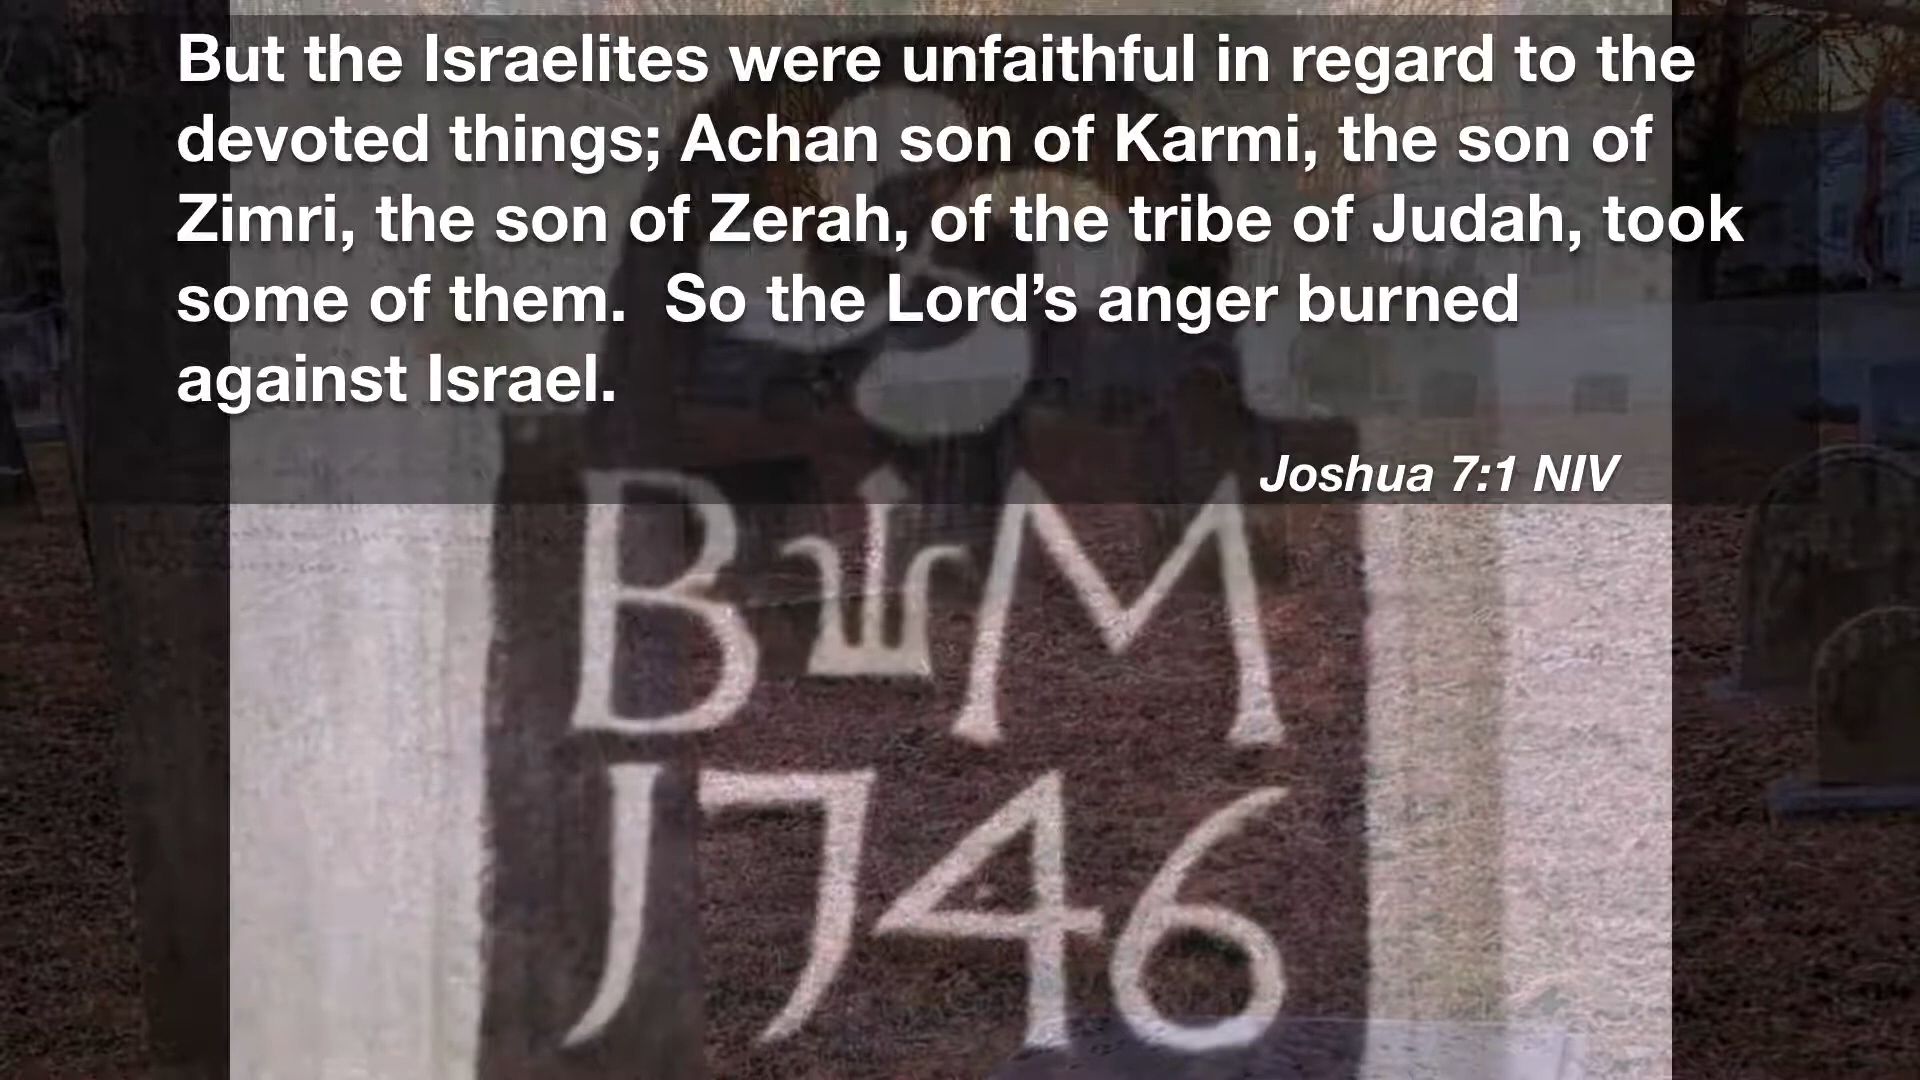 But the Israelites were unfaithful in regard to the
devoted things; Achan son of Karmi, the son of
Zimri, the son of Zerah, of the tribe of Judah, took
some of them.  So the Lord’s anger burned
against Israel.
Joshua 7:1 NIV
B M
1746